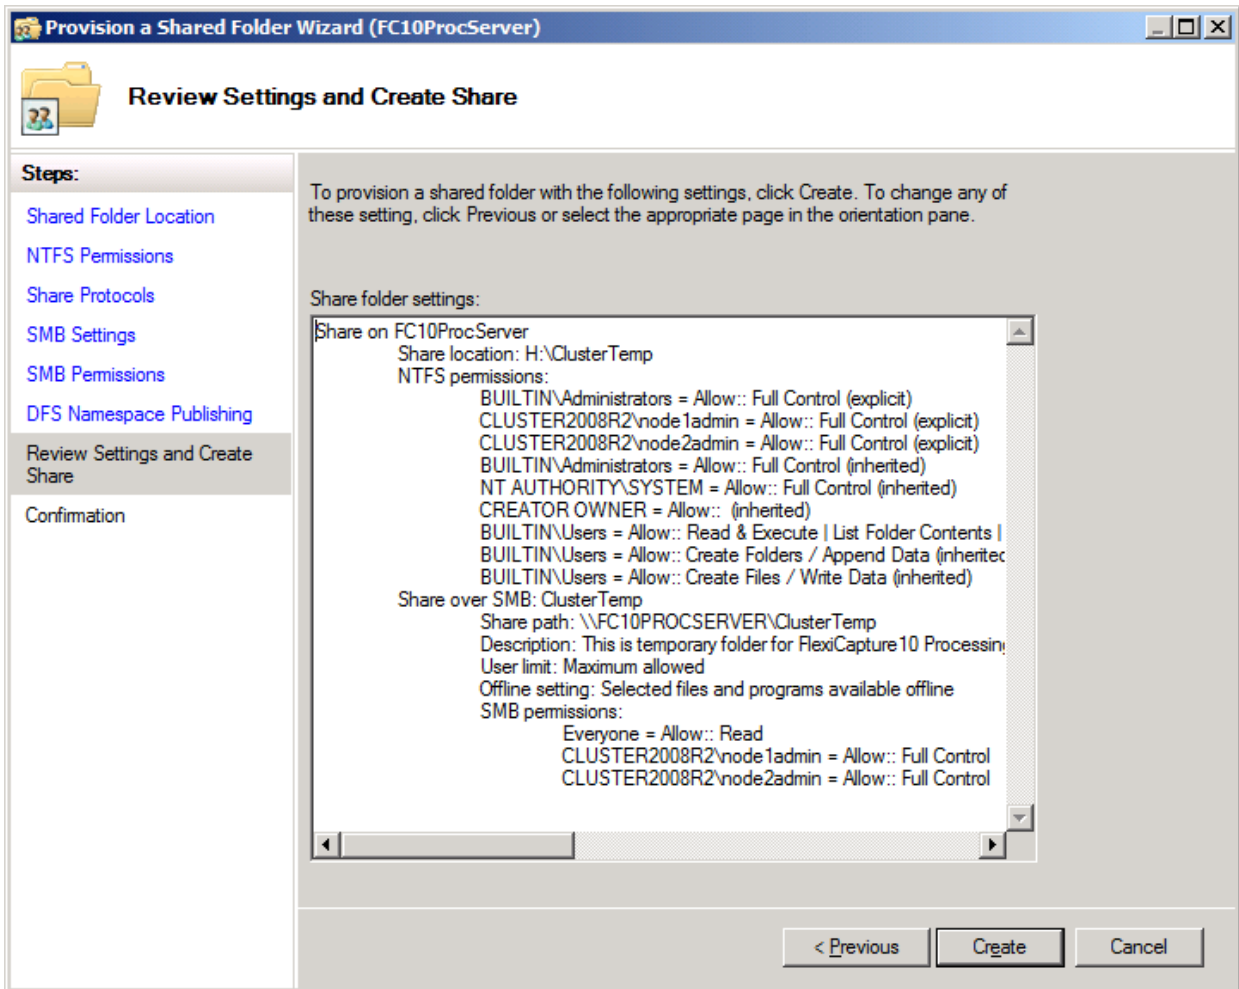 Provision a Shared Folder Wizard (FC10ProcServer)
Review Settings and Create Share
Steps:
Shared Folder Location
NTFS Permissions
Share Protocols
SMB Settings
SMB Permissions
DFS Namespace Publishing
Review Settings and Create
Share
Confirmation
To provision a shared folder with the following settings, click Create. To change any of
these setting, click Previous or select the appropriate page in the orientation pane.
Share folder settings:
Share on FC10ProcServer
Share location: H:\ClusterTemp
NTFS permissions:
BUILTIN\Administrators = Allow:: Full Control (explicit)
CLUSTER2008R2\node1admin = Allow:: Full Control (explicit)
CLUSTER2008R2\node2admin = Allow:: Full Control (explicit)
BUILTIN\Administrators = Allow:: Full Control (inherited)
NT AUTHORITY\SYSTEM = Allow:: Full Control (inherited)
CREATOR OWNER = Allow:: (inherited)
BUILTIN\Users = Allow:: Read & Execute | List Folder Contents |
BUILTIN\Users = Allow:: Create Folders / Append Data (inherited
BUILTIN\Users = Allow:: Create Files / Write Data (inherited)
Share over SMB: ClusterTemp
Share path: \\FC10PROCSERVER\ClusterTemp
Description: This is temporary folder for FlexiCapture10 Processing
User limit: Maximum allowed
Offline setting: Selected files and programs available offline
SMB permissions:
Everyone = Allow:: Read
CLUSTER2008R2\node1admin = Allow:: Full Control
CLUSTER2008R2\node2admin = Allow:: Full Control
< Previous
Create
Cancel